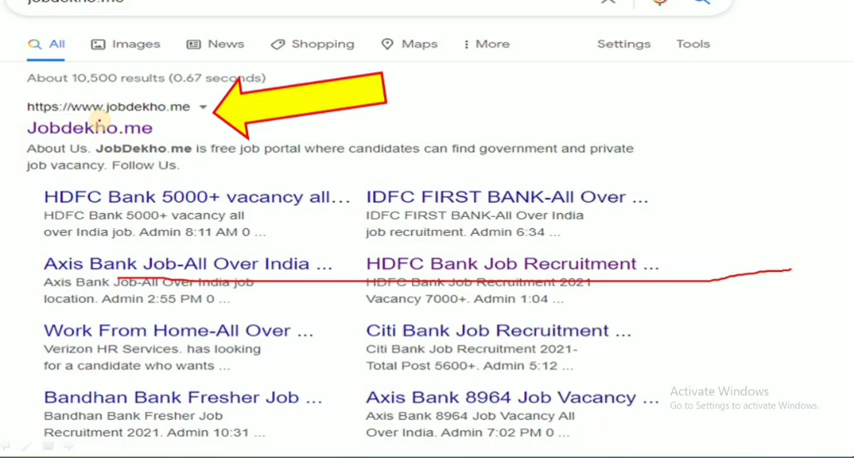 jobdekho.me
All Images News Shopping Maps More Settings Tools
About 10,500 results (0.67 seconds)
https://www.jobdekho.me
Jobdekho.me
About Us. JobDekho.me is free job portal where candidates can find government and private
job vacancy. Follow Us.
HDFC Bank 5000+ vacancy all...
HDFC Bank 5000+ vacancy all
over India job. Admin 8:11 AM 0 ...
IDFC FIRST BANK-All Over ...
IDFC FIRST BANK-All Over India
job recruitment. Admin 6:34 ...
Axis Bank Job-All Over India ...
Axis Bank Job-All Over India job
location. Admin 2:55 PM 0 ...
HDFC Bank Job Recruitment ...
HDFC Bank Job Recruitment 2021
Vacancy 7000+. Admin 1:04 ...
Work From Home-All Over ...
Verizon HR Services. has looking
for a candidate who wants ...
Citi Bank Job Recruitment ...
Citi Bank Job Recruitment 2021-
Total Post 5600+. Admin 5:12 ...
Bandhan Bank Fresher Job ...
Bandhan Bank Fresher Job
Recruitment 2021. Admin 10:31 ...
Axis Bank 8964 Job Vacancy ...
Axis Bank 8964 Job Vacancy All
Over India. Admin 7:02 PM 0 ...
Activate Windows
Go to Settings to activate Windows.